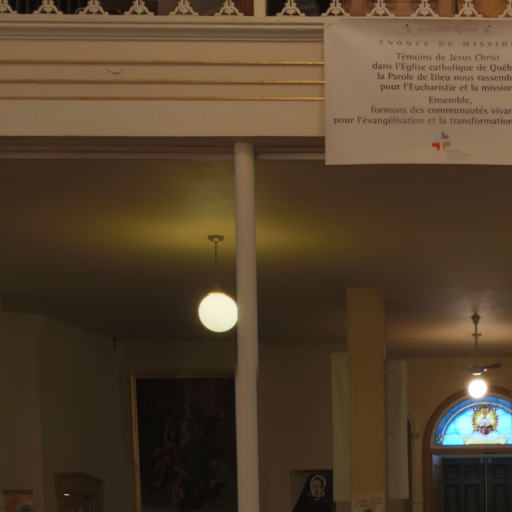 ÉNONCÉ DE MISSION
Témoins de Jésus Christ
dans l'Église catholique de Québ
la Parole de Dieu nous rassemb
pour l'Eucharistie et la mission
Ensemble,
formons des communautés vivan
pour l'évangélisation et la transformation